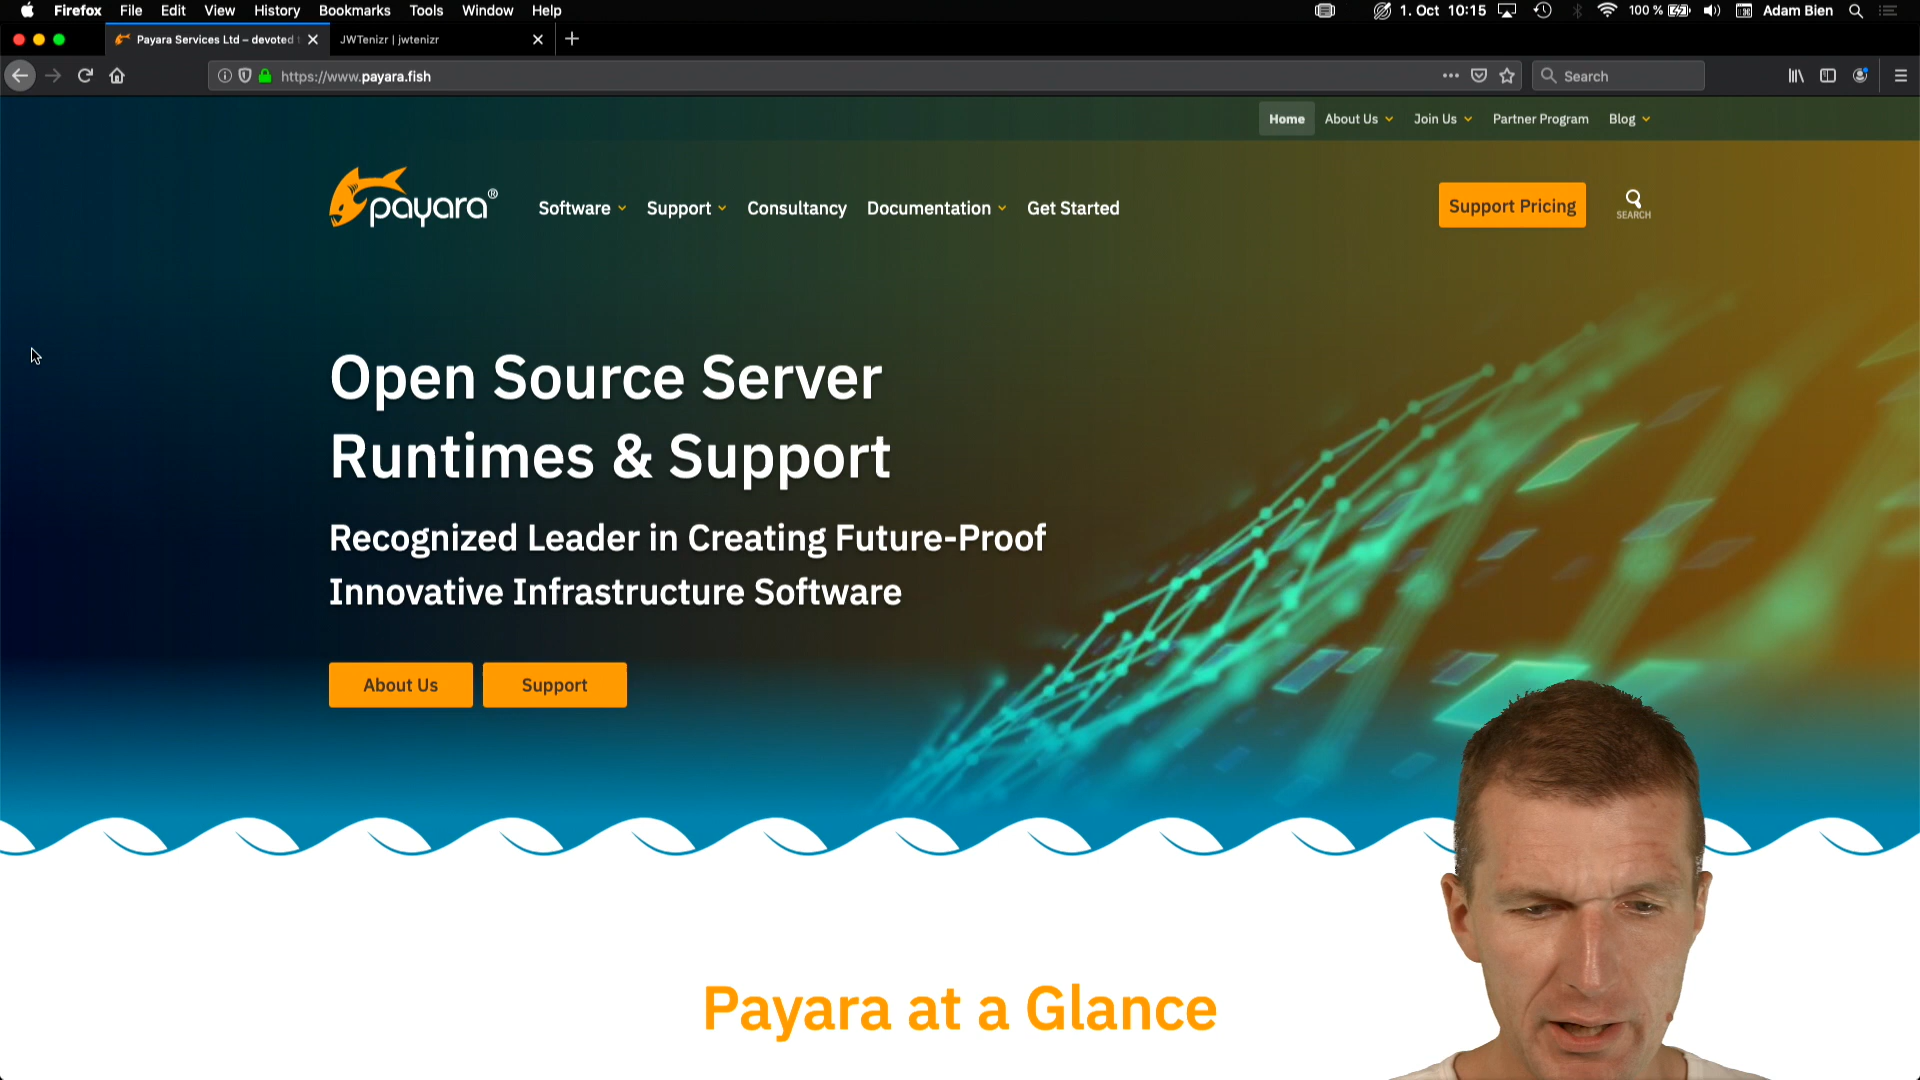 Firefox File Edit View History Bookmarks Tools Window Help 1. Oct 10:15 100 % Adam Bien
Payara Services Ltd – devoted JWTenizr | jwtenizr
https://www.payara.fish Search
Home About Us Join Us Partner Program Blog
payara® Software Support Consultancy Documentation Get Started Support Pricing
SEARCH
Open Source Server
Runtimes & Support
Recognized Leader in Creating Future-Proof
Innovative Infrastructure Software
About Us Support
Payara at a Glance